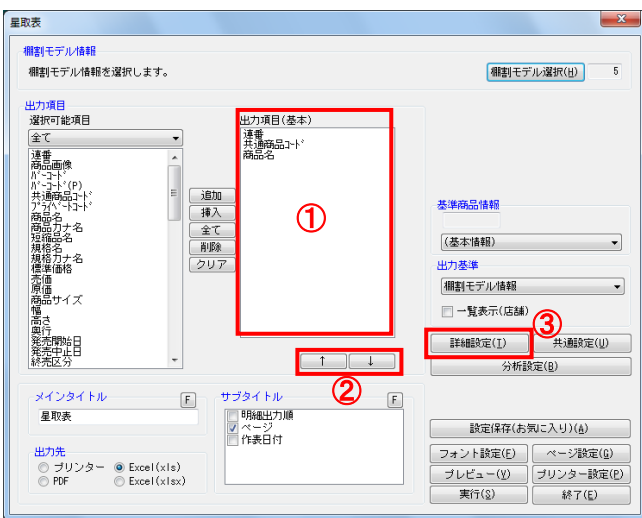 星取表
棚割モデル情報
棚割モデル情報を選択します。
棚割モデル選択(H)
5
出力項目
選択可能項目
全て
連番
商品画像
バーコード
バーコード(P)
共通商品コード
プライベートコード
商品名
商品カナ名
短縮品名
規格名
規格カナ名
標準価格
売価
原価
商品サイズ
幅
高さ
奥行
発売開始日
発売中止日
終売区分
追加
挿入
全て
削除
クリア
出力項目(基本)
連番
共通商品コード
商品名
①
↑
↓
②
基準商品情報
(基本情報)
出力基準
棚割モデル情報
一覧表示(店舗)
③
詳細設定(I)
共通設定(U)
分析設定(B)
メインタイトル
F
星取表
サブタイトル
F
明細出力順
ページ
作表日付
出力先
プリンター
Excel(xls)
PDF
Excel(xlsx)
設定保存(お気に入り)(A)
フォント設定(F)
ページ設定(G)
プレビュー(V)
プリンター設定(P)
実行(S)
終了(E)